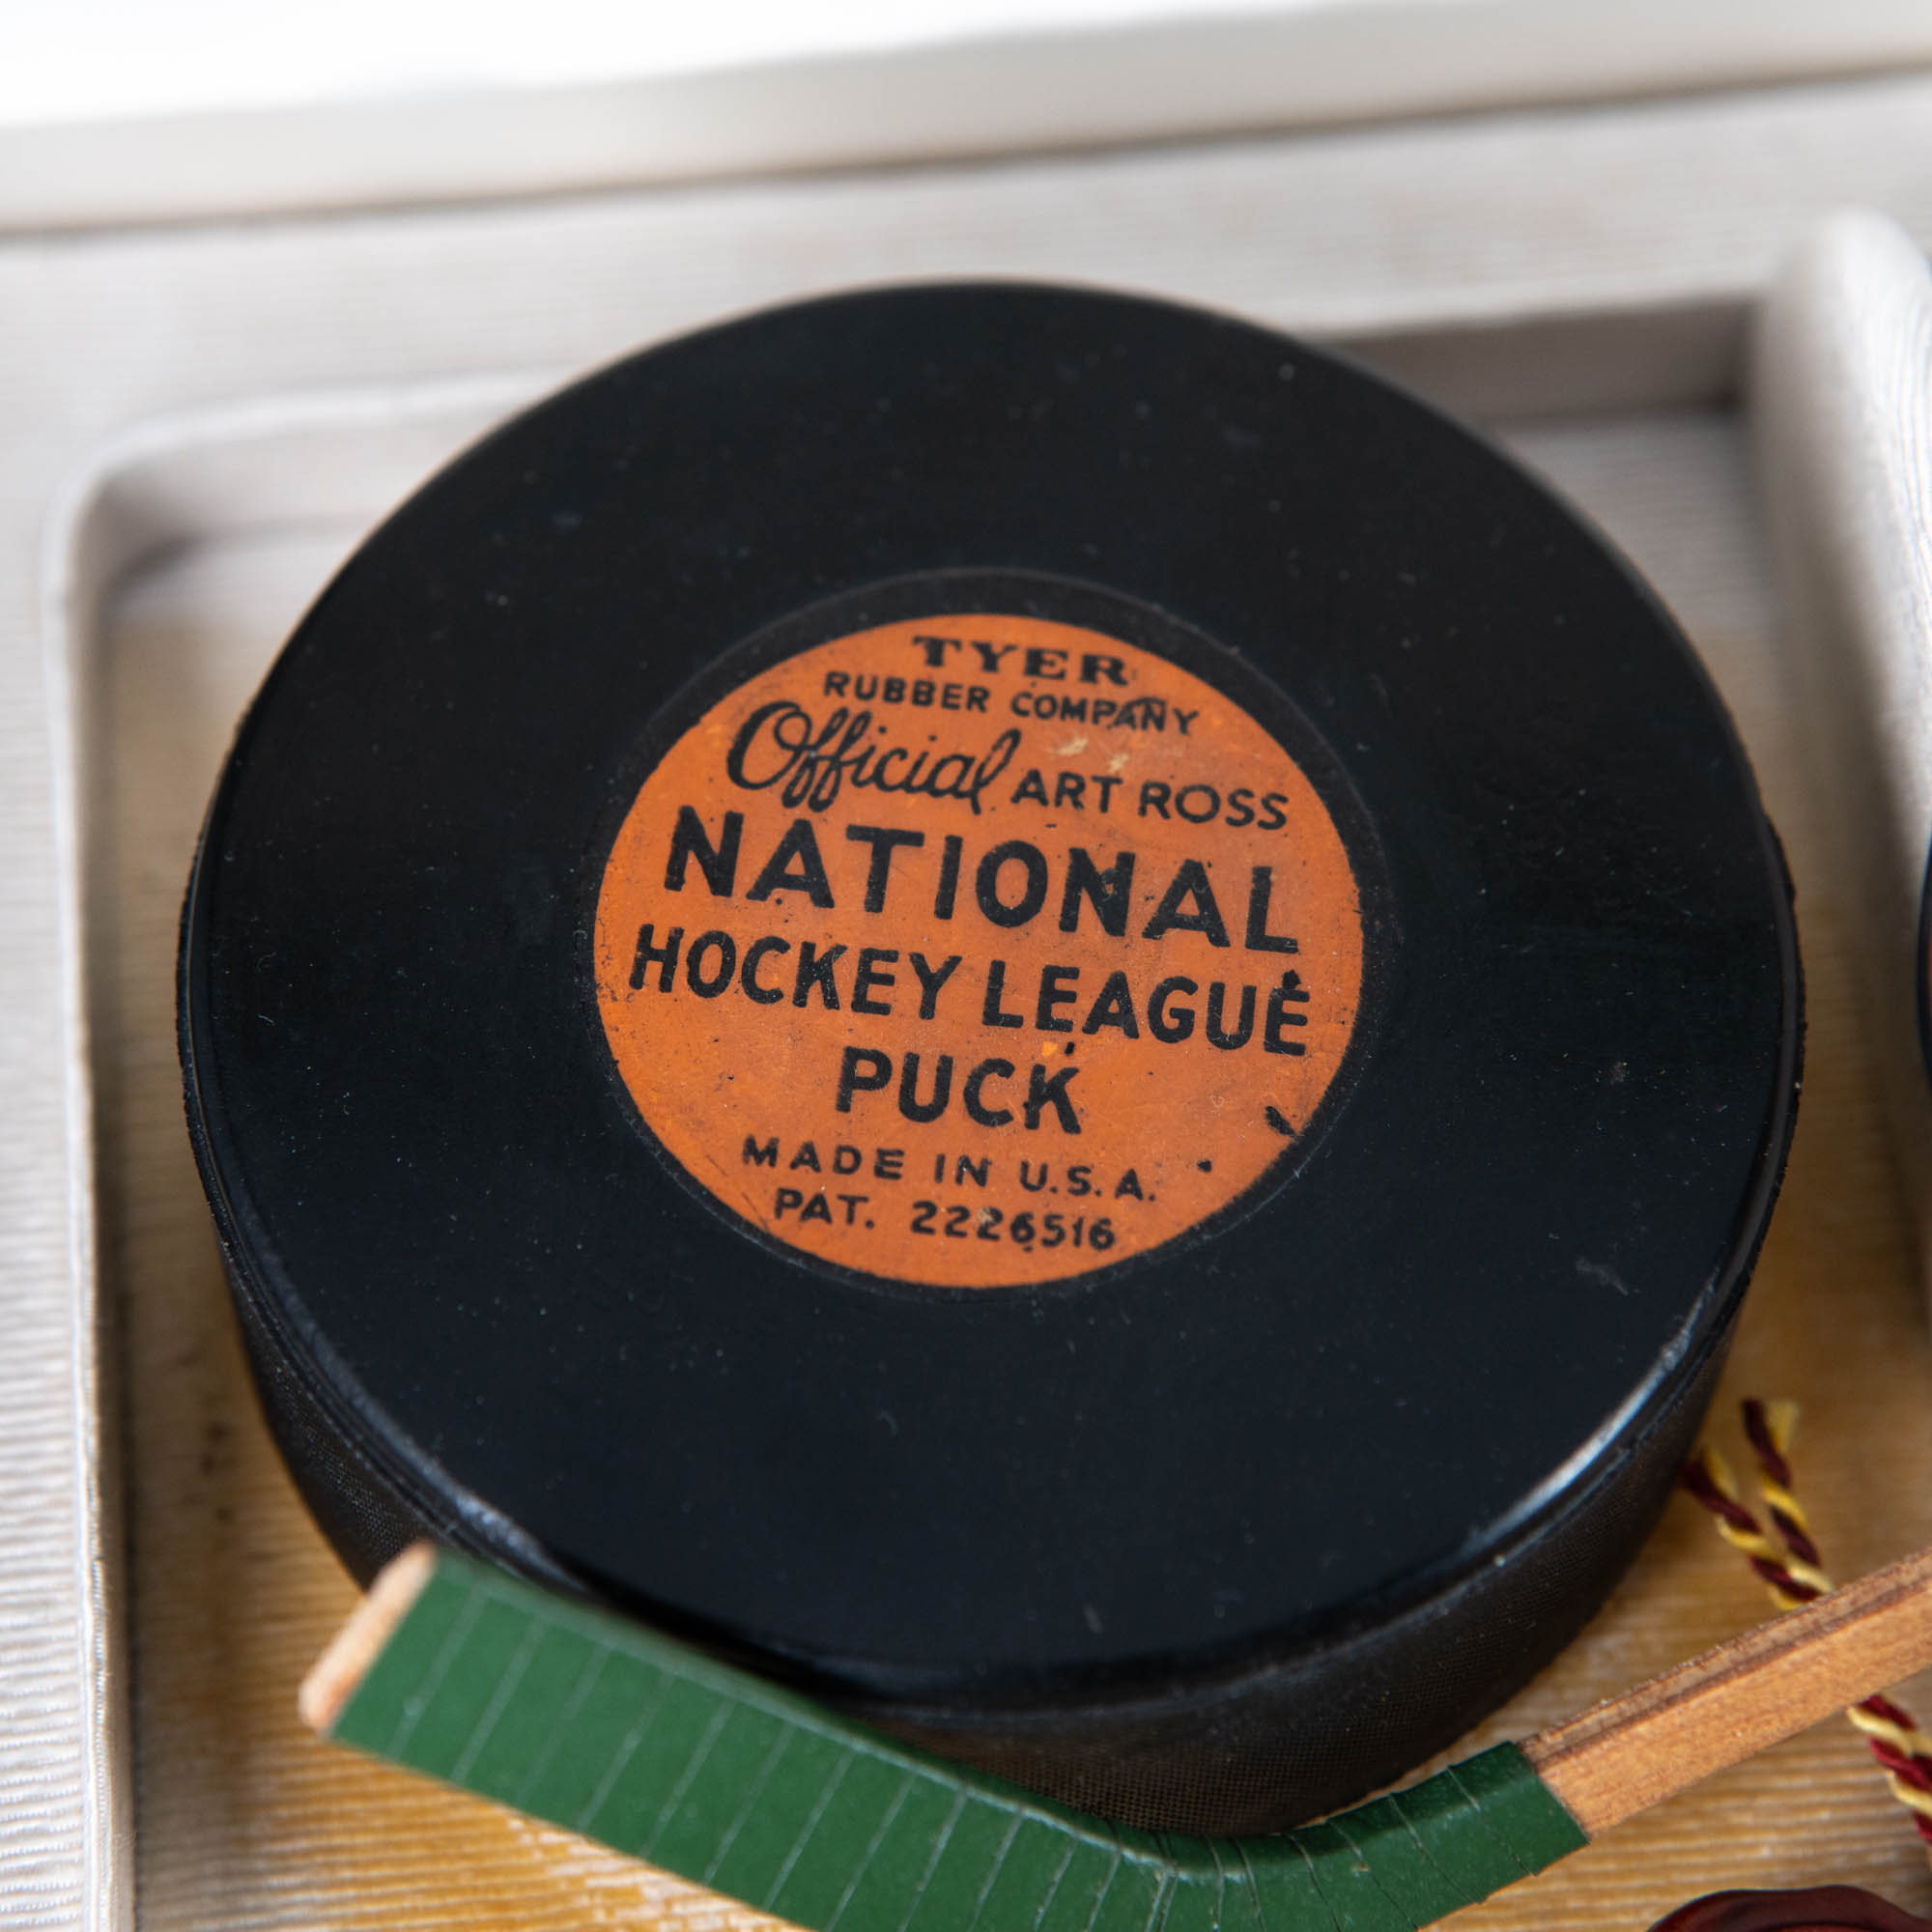 TYER
RUBBER COMPANY
Official ART ROSS
NATIONAL
HOCKEY LEAGUE
PUCK
MADE IN U.S.A.
PAT. 2226516